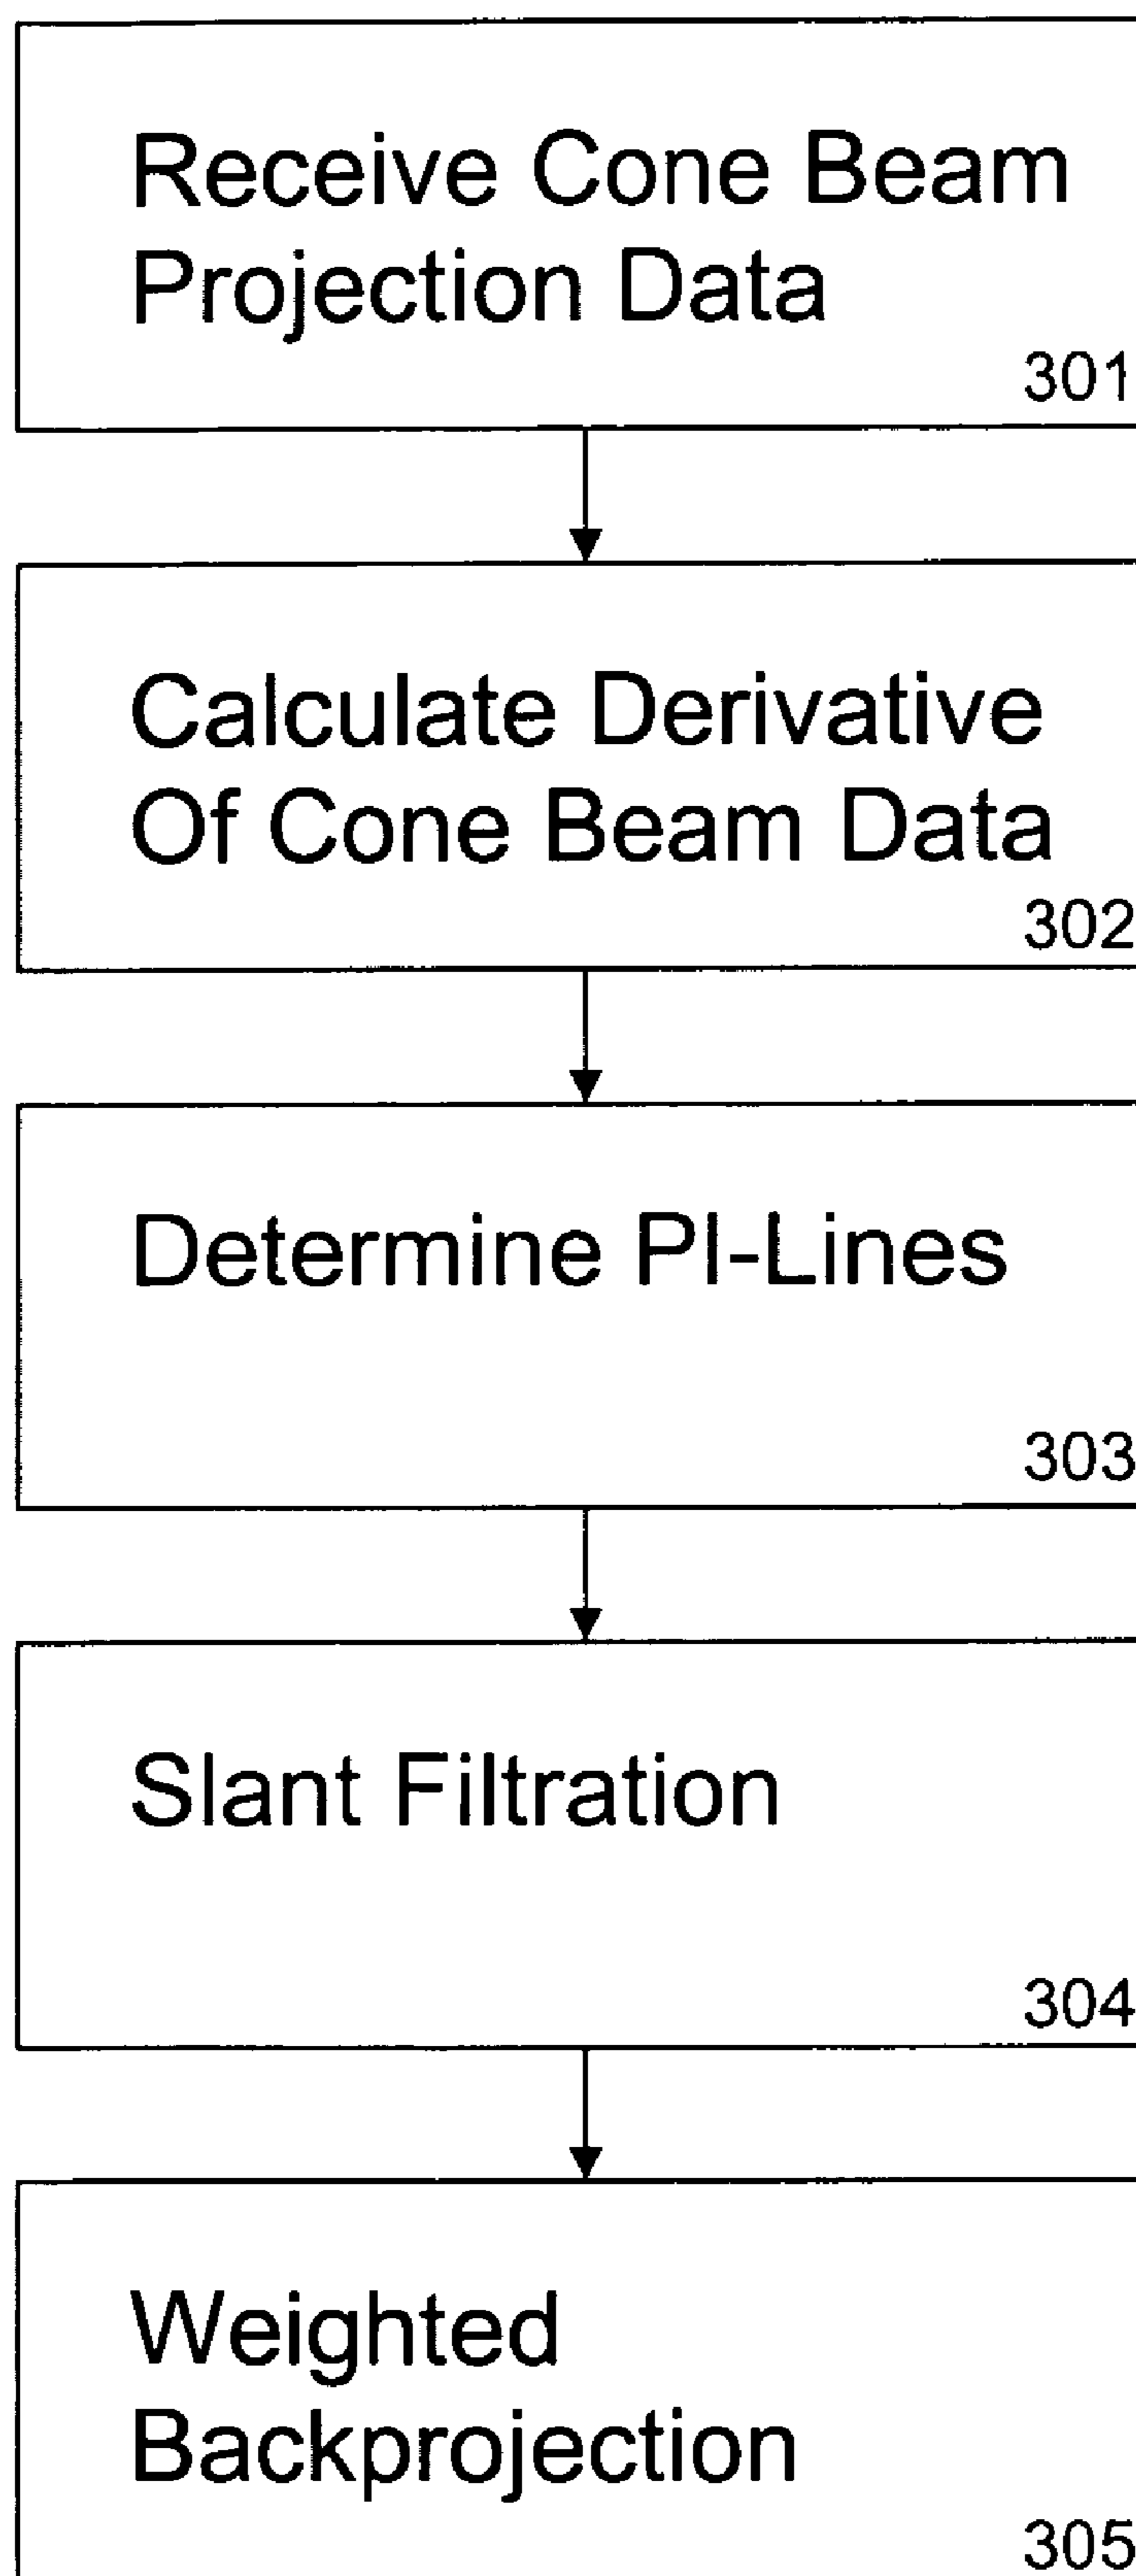 Receive Cone Beam
Projection Data
301
Calculate Derivative
Of Cone Beam Data
302
Determine PI-Lines
303
Slant Filtration
304
Weighted
Backprojection
305